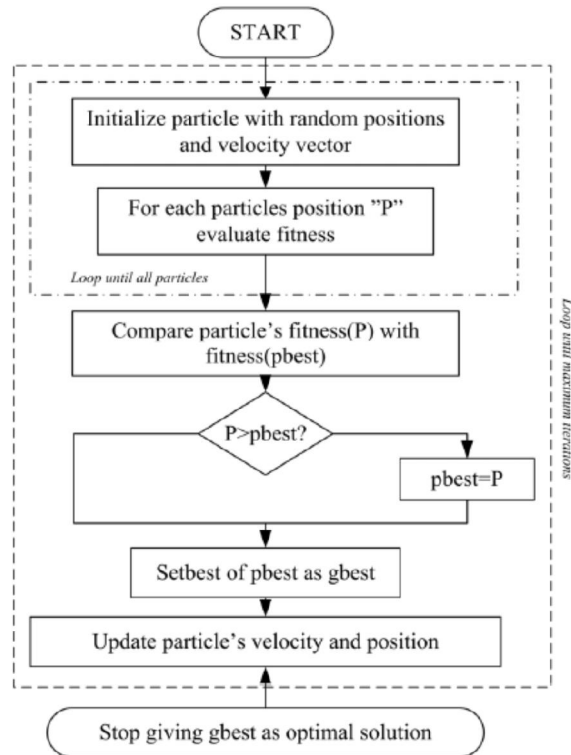 START
Initialize particle with random positions
and velocity vector
For each particles position ”P”
evaluate fitness
Loop until all particles
Compare particle’s fitness(P) with
fitness(pbest)
P>pbest?
pbest=P
Setbest of pbest as gbest
Update particle’s velocity and position
Loop until maximum iterations
Stop giving gbest as optimal solution